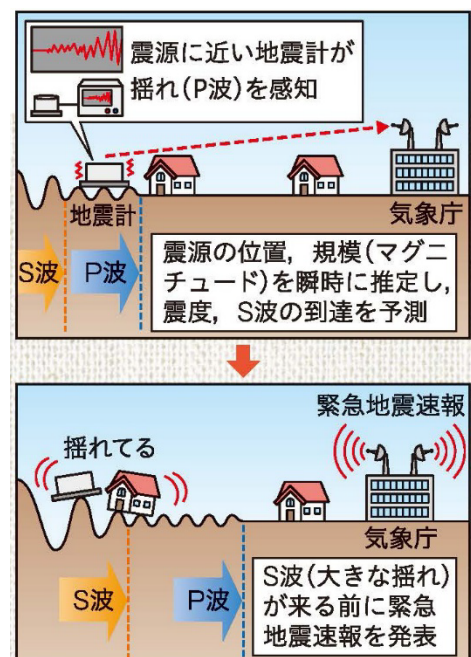 震源に近い地震計が
揺れ(P波)を感知
地震計
気象庁
S波
P波
震源の位置，規模(マグニ
チュード)を瞬時に推定し，
震度，S波の到達を予測
緊急地震速報
揺れてる
気象庁
S波
P波
S波(大きな揺れ)
が来る前に緊急
地震速報を発表